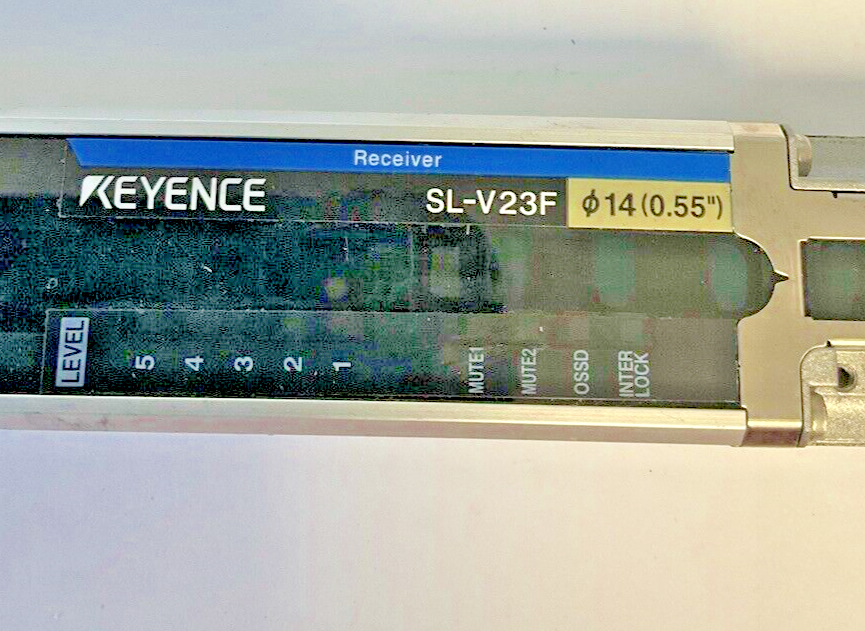 Receiver
KEYENCE
SL-V23F
ϕ14(0.55")
LEVEL
5
4
3
2
1
MUTE1
MUTE2
OSSD
INTER
LOCK